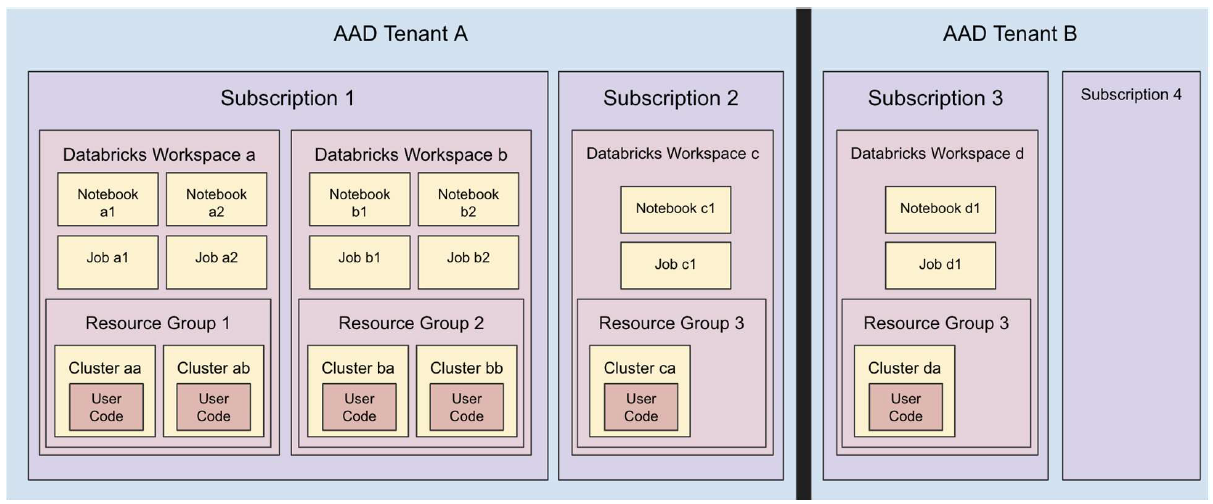 AAD Tenant A
AAD Tenant B
Subscription 1
Subscription 2
Subscription 3
Subscription 4
Databricks Workspace a
Databricks Workspace b
Databricks Workspace c
Databricks Workspace d
Notebook
a1
Notebook
a2
Notebook
b1
Notebook
b2
Notebook c1
Notebook d1
Job a1
Job a2
Job b1
Job b2
Job c1
Job d1
Resource Group 1
Resource Group 2
Resource Group 3
Resource Group 3
Cluster aa
Cluster ab
Cluster ba
Cluster bb
Cluster ca
Cluster da
User
Code
User
Code
User
Code
User
Code
User
Code
User
Code